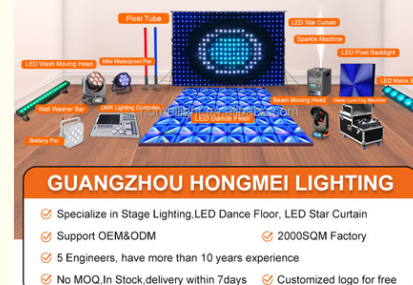 Pixel Tube
LED Star Curtain
Sparkle Machine
LED Wash Moving Head
Mini Waterproof Par
LED Pixel Backlight
LED Matrix B
Wall Washer Bar
DMX Lighting Controller
LED Dance Floor
Beam Moving Head
Low Fog Machine
Battery Par
GUANGZHOU HONGMEI LIGHTING
Specialize in Stage Lighting,LED Dance Floor, LED Star Curtain
Support OEM&ODM
2000SQM Factory
5 Engineers, have more than 10 years experience
No MOQ,In Stock,delivery within 7days
Customized logo for free